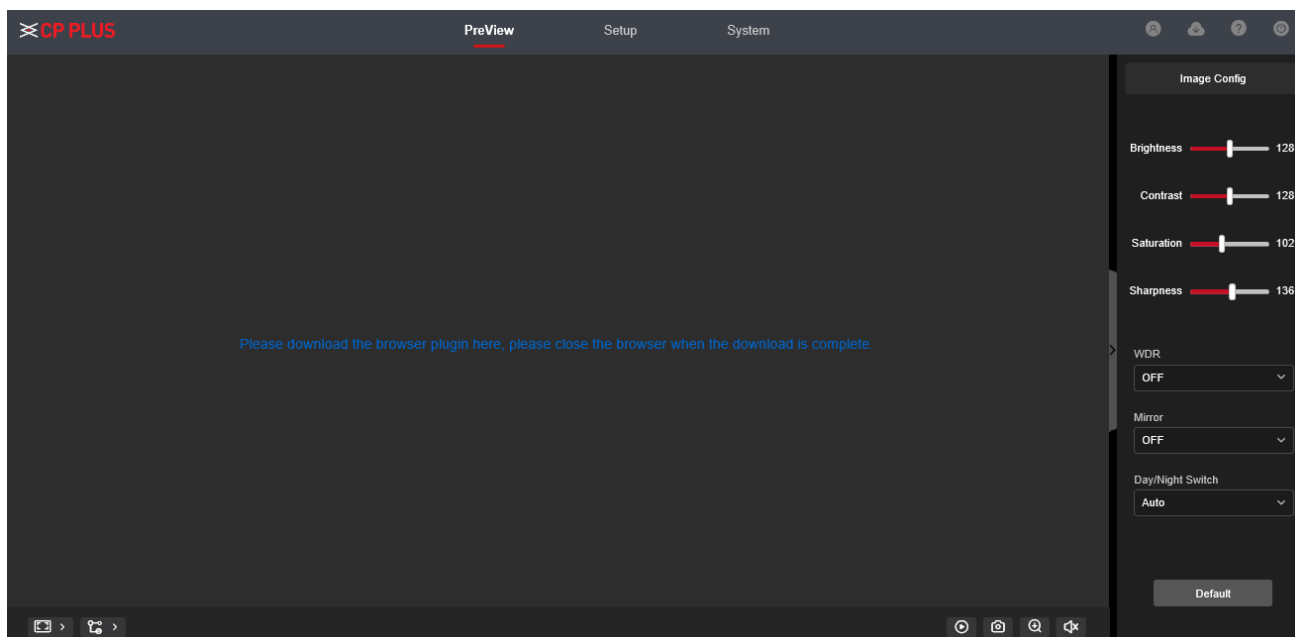 CP PLUS
PreView Setup System
Image Config
Brightness 128
Contrast 128
Saturation 102
Sharpness 136
Please download the browser plugin here, please close the browser when the download is complete.
WDR
OFF
Mirror
OFF
Day/Night Switch
Auto
Default